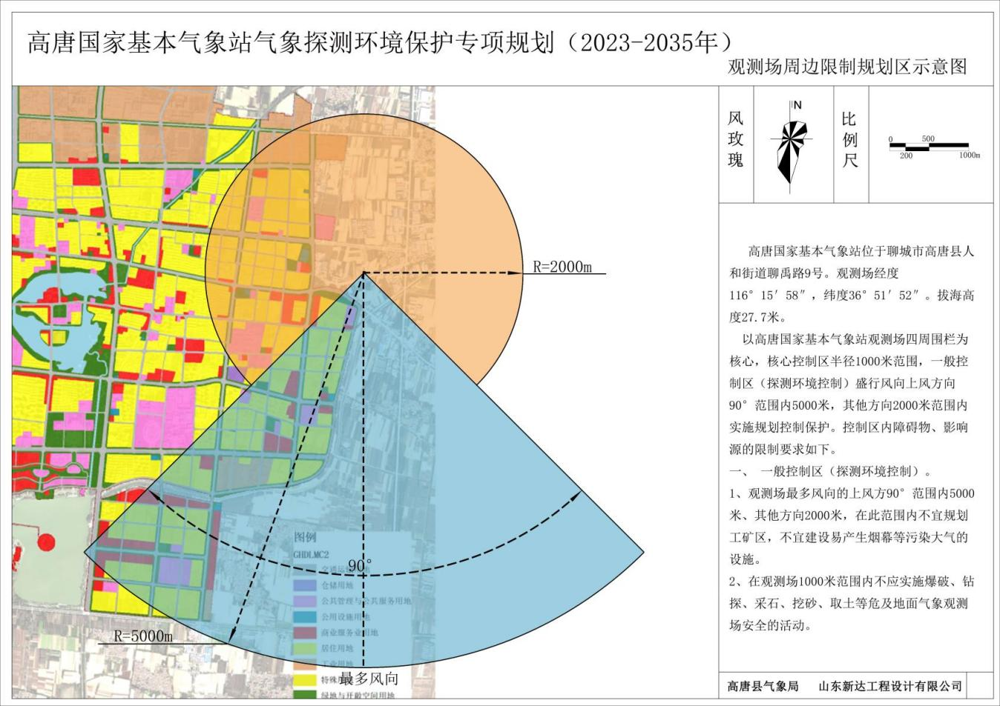 高唐国家基本气象站气象探测环境保护专项规划（2023-2035年）
观测场周边限制规划区示意图
风玫瑰
N
比例尺
0 500
200 1000m
R=2000m
高唐国家基本气象站位于聊城市高唐县人
和街道聊禹路9号。观测场经度
116°15′58″，纬度36°51′52″。拔海高
度27.7米。
以高唐国家基本气象站观测场四周围栏为
核心，核心控制区半径1000米范围，一般控
制区（探测环境控制）盛行风向上风方向
90°范围内5000米，其他方向2000米范围内
实施规划控制保护。控制区内障碍物、影响
源的限制要求如下。
一、 一般控制区（探测环境控制）。
1、观测场最多风向的上风方90°范围内5000
米、其他方向2000米，在此范围内不宜规划
工矿区，不宜建设易产生烟幕等污染大气的
设施。
2、在观测场1000米范围内不应实施爆破、钻
探、采石、挖砂、取土等危及地面气象观测
场安全的活动。
图例
GHDLMC2
90°
仓储用地
公共管理与公共服务用地
公用设施用地
商业服务业用地
居住用地
工业用地
R=5000m
最多风向
绿地与开敞空间用地
高唐县气象局 山东新达工程设计有限公司